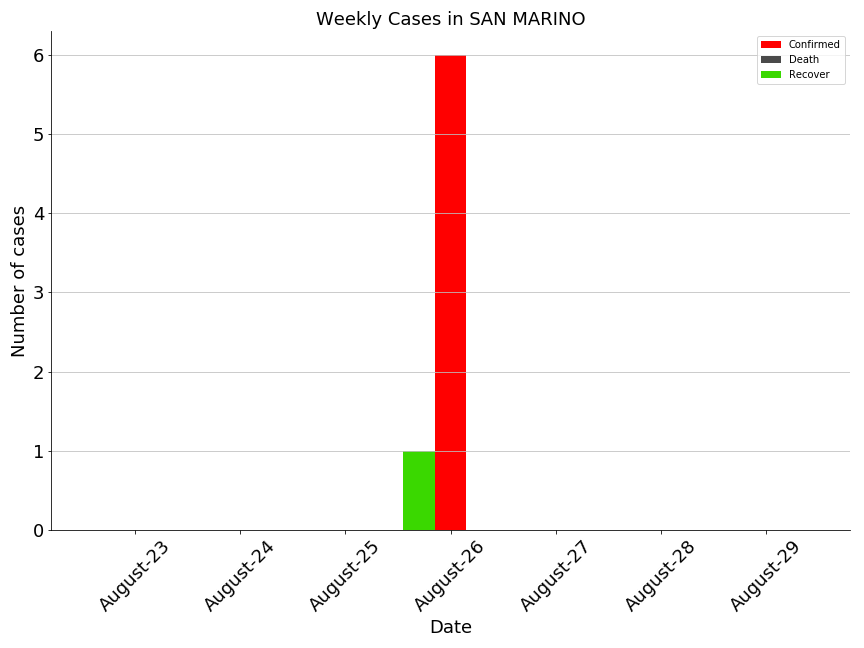 Weekly Cases in SAN MARINO
Confirmed
Death
Recover
Number of cases
6
5
4
3
2
1
0
August-23
August-24
August-25
August-26
August-27
August-28
August-29
Date